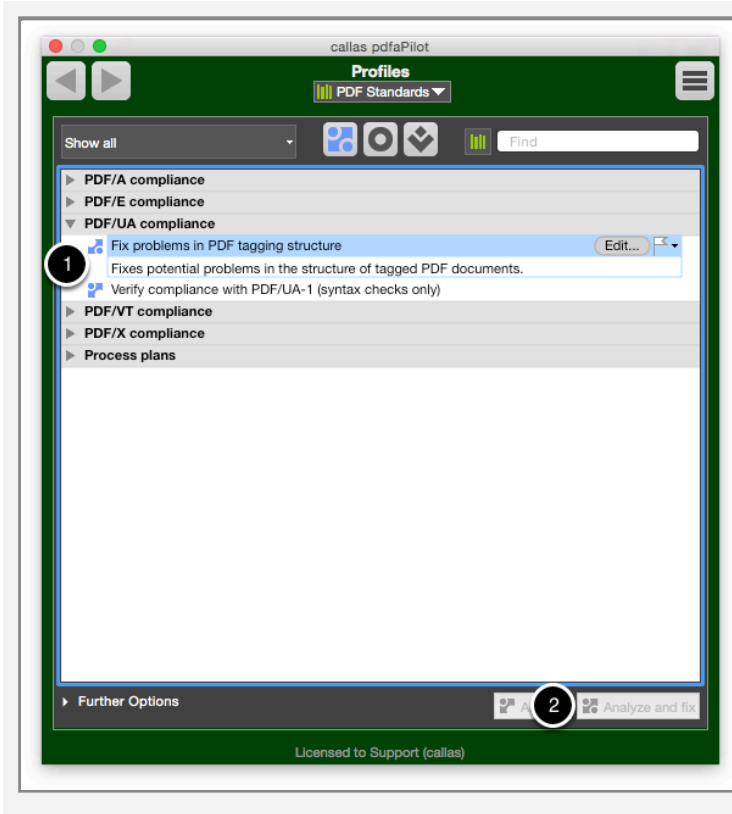 callas pdfaPilot
Profiles
PDF Standards
Show all
Find
PDF/A compliance
PDF/E compliance
PDF/UA compliance
Fix problems in PDF tagging structure Edit...
1
Fixes potential problems in the structure of tagged PDF documents.
Verify compliance with PDF/UA-1 (syntax checks only)
PDF/VT compliance
PDF/X compliance
Process plans
Further Options
2 Analyze and fix
Licensed to Support (callas)